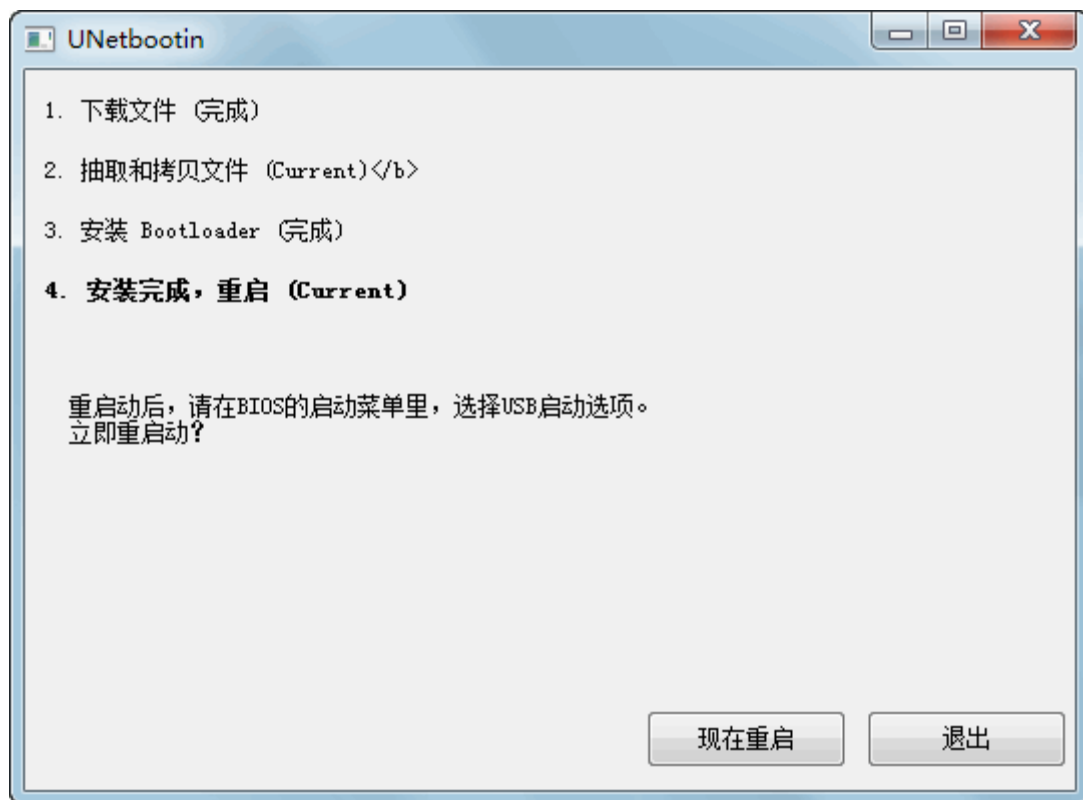 UNetbootin
1. 下载文件 (完成)
2. 抽取和拷贝文件 (Current)</b>
3. 安装 Bootloader (完成)
4. 安装完成，重启 (Current)
重启动后，请在BIOS的启动菜单里，选择USB启动选项。
立即重启动?
现在重启
退出